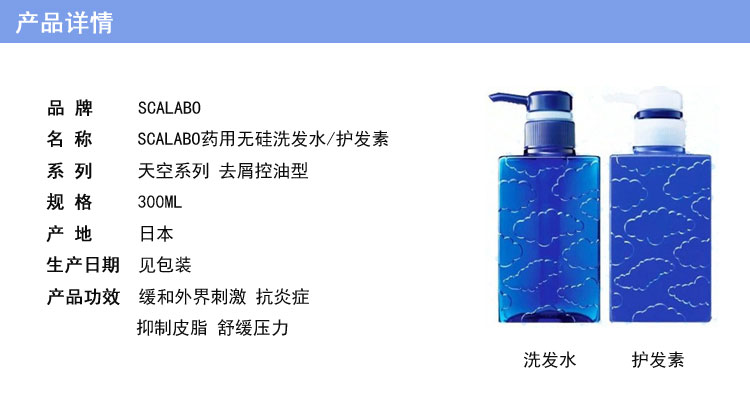 产品详情
品 牌 SCALABO
名 称 SCALABO药用无硅洗发水/护发素
系 列 天空系列 去屑控油型
规 格 300ML
产 地 日本
生产日期 见包装
产品功效 缓和外界刺激 抗炎症
抑制皮脂 舒缓压力
洗发水 护发素